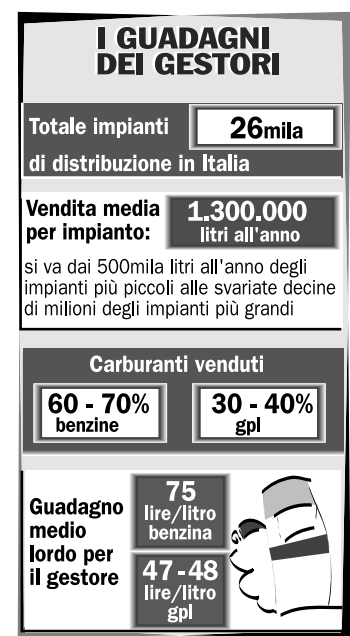 I GUADAGNI
DEI GESTORI
Totale impianti
26mila
di distribuzione in Italia
Vendita media
per impianto:
1.300.000
litri all'anno
si va dai 500mila litri all'anno degli
impianti più piccoli alle svariate decine
di milioni degli impianti più grandi
Carburanti venduti
60 - 70%
benzine
30 - 40%
gpl
Guadagno
medio
lordo per
il gestore
75
lire/litro
benzina
47-48
lire/litro
gpl